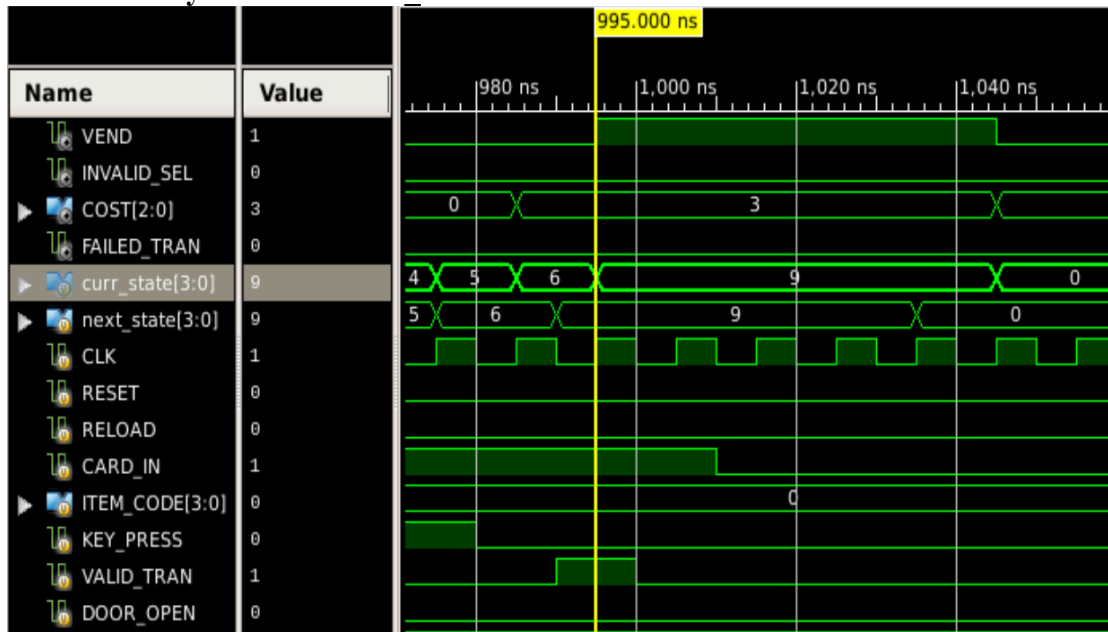 995.000 ns
Name Value 980 ns 1,000 ns 1,020 ns 1,040 ns
VEND 1
INVALID_SEL 0
COST[2:0] 3 0 3
FAILED_TRAN 0
curr_state[3:0] 9 4 5 6 9 0
next_state[3:0] 9 5 6 9 0
CLK 1
RESET 0
RELOAD 0
CARD_IN 1
ITEM_CODE[3:0] 0 0
KEY_PRESS 0
VALID_TRAN 1
DOOR_OPEN 0